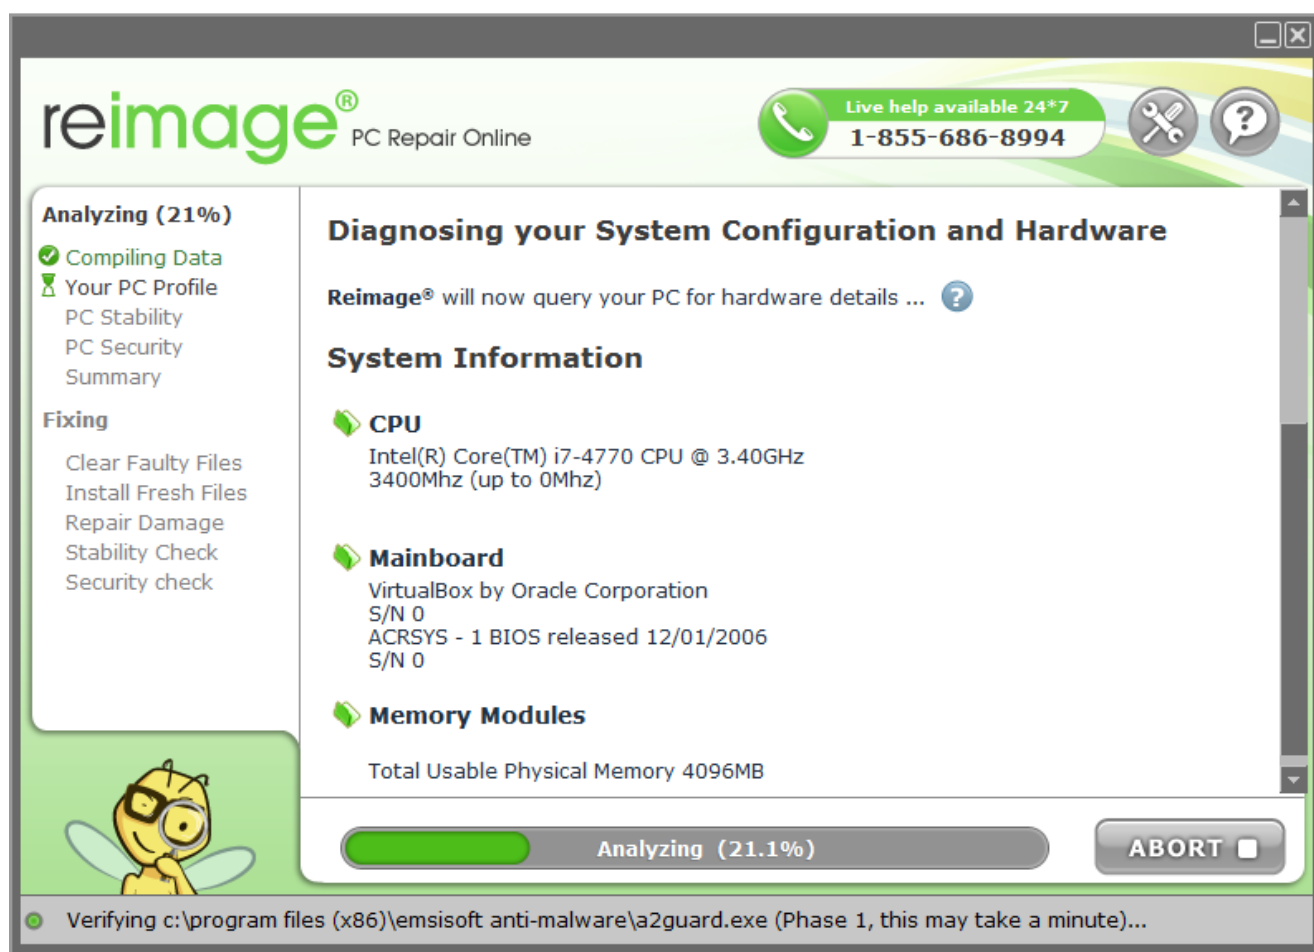 reimage® PC Repair Online
Live help available 24*7
1-855-686-8994
Analyzing (21%)
Compiling Data
Your PC Profile
PC Stability
PC Security
Summary
Fixing
Clear Faulty Files
Install Fresh Files
Repair Damage
Stability Check
Security check
Diagnosing your System Configuration and Hardware
Reimage® will now query your PC for hardware details ... ?
System Information
CPU
Intel(R) Core(TM) i7-4770 CPU @ 3.40GHz
3400Mhz (up to 0Mhz)
Mainboard
VirtualBox by Oracle Corporation
S/N 0
ACRSYS - 1 BIOS released 12/01/2006
S/N 0
Memory Modules
Total Usable Physical Memory 4096MB
Analyzing (21.1%)
ABORT
Verifying c:\program files (x86)\emsisoft anti-malware\a2guard.exe (Phase 1, this may take a minute)...